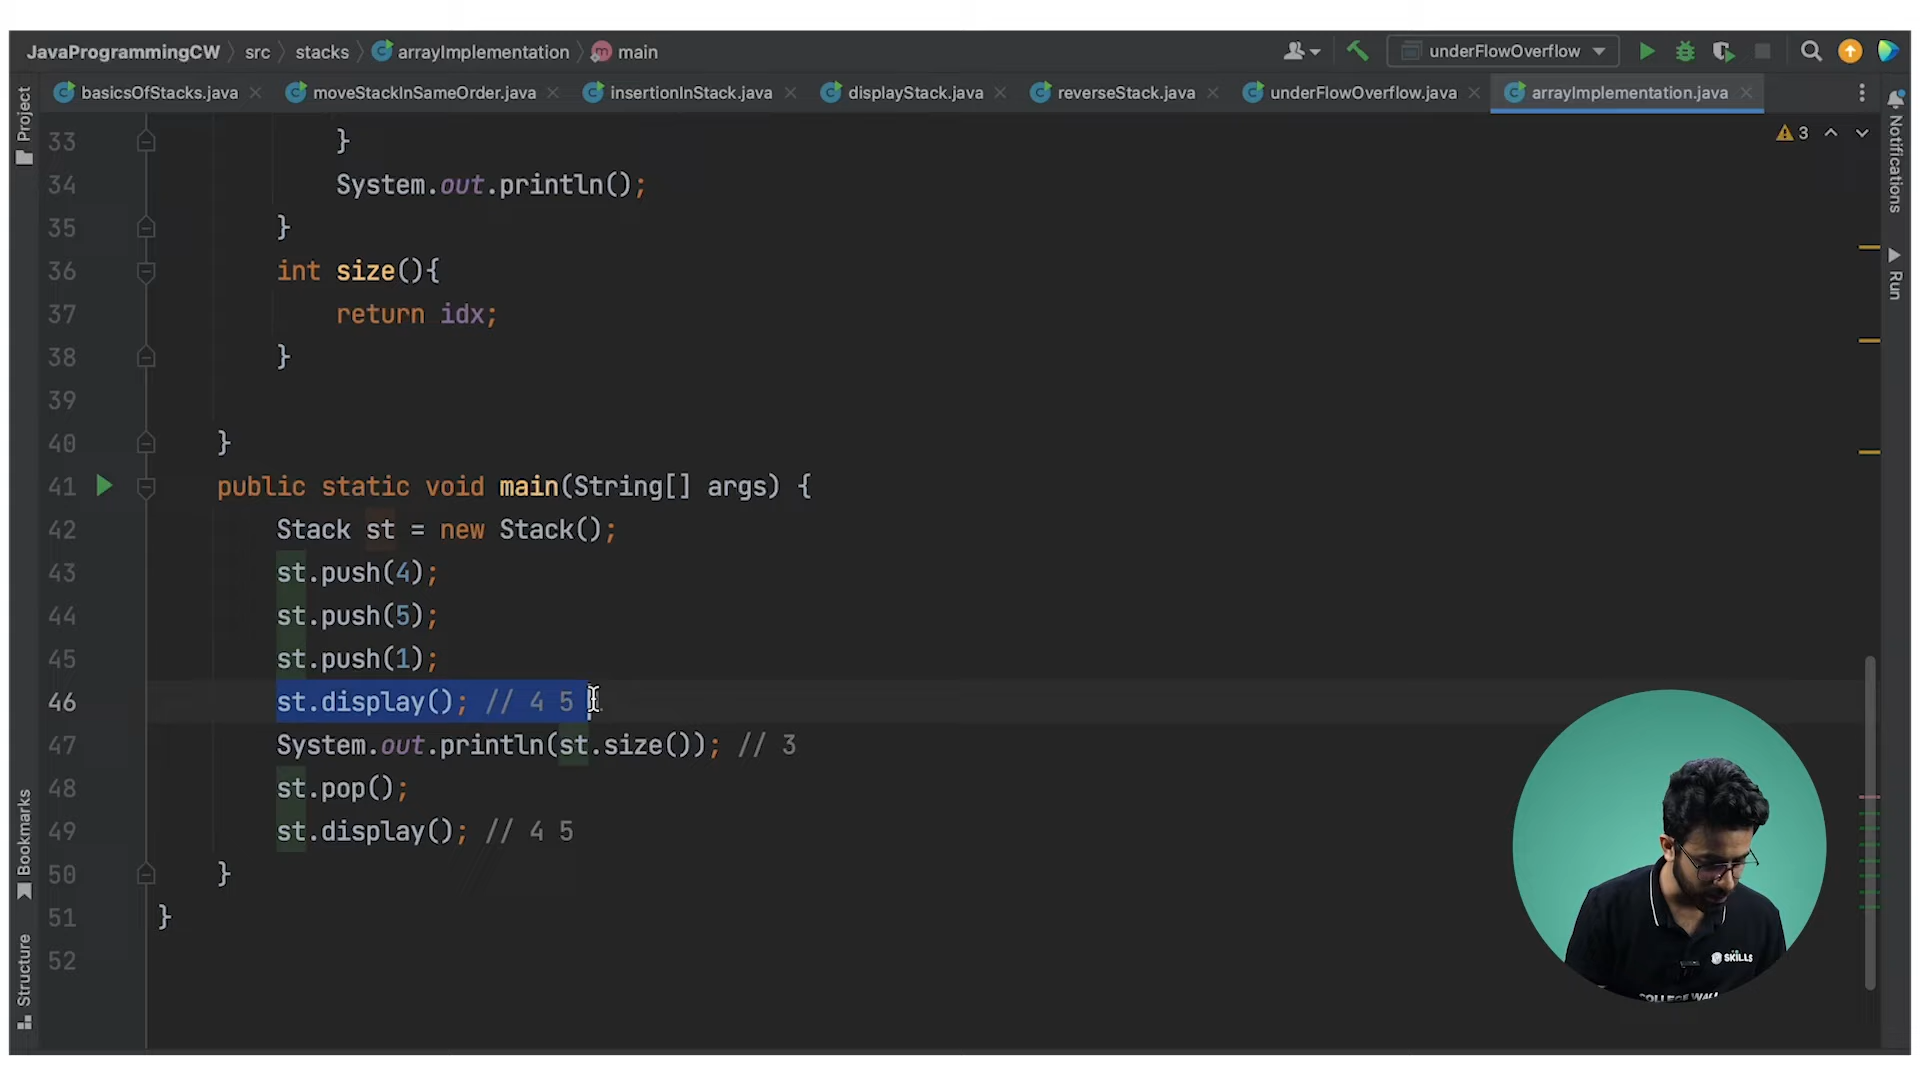 JavaProgrammingCW src stacks arrayImplementation m main underFlowOverflow
basicsOfStacks.java moveStackInSameOrder.java insertionInStack.java displayStack.java reverseStack.java underFlowOverflow.java arrayImplementation.java
Project
Bookmarks
Structure
Notifications
Run
3
33 }
34 System.out.println();
35 }
36 int size(){
37 return idx;
38 }
39
40 }
41 public static void main(String[] args) {
42 Stack st = new Stack();
43 st.push(4);
44 st.push(5);
45 st.push(1);
46 st.display(); // 4 5
47 System.out.println(st.size()); // 3
48 st.pop();
49 st.display(); // 4 5
50 }
51 }
52
SKILLS
COLLEGE